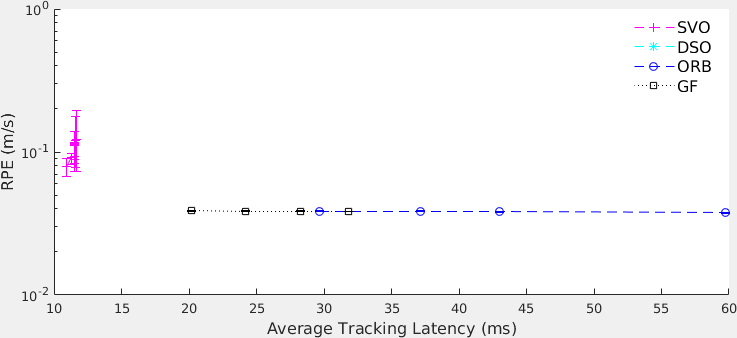 10^0
SVO
DSO
ORB
GF
RPE (m/s)
10^-1
10^-2
10 15 20 25 30 35 40 45 50 55 60
Average Tracking Latency (ms)